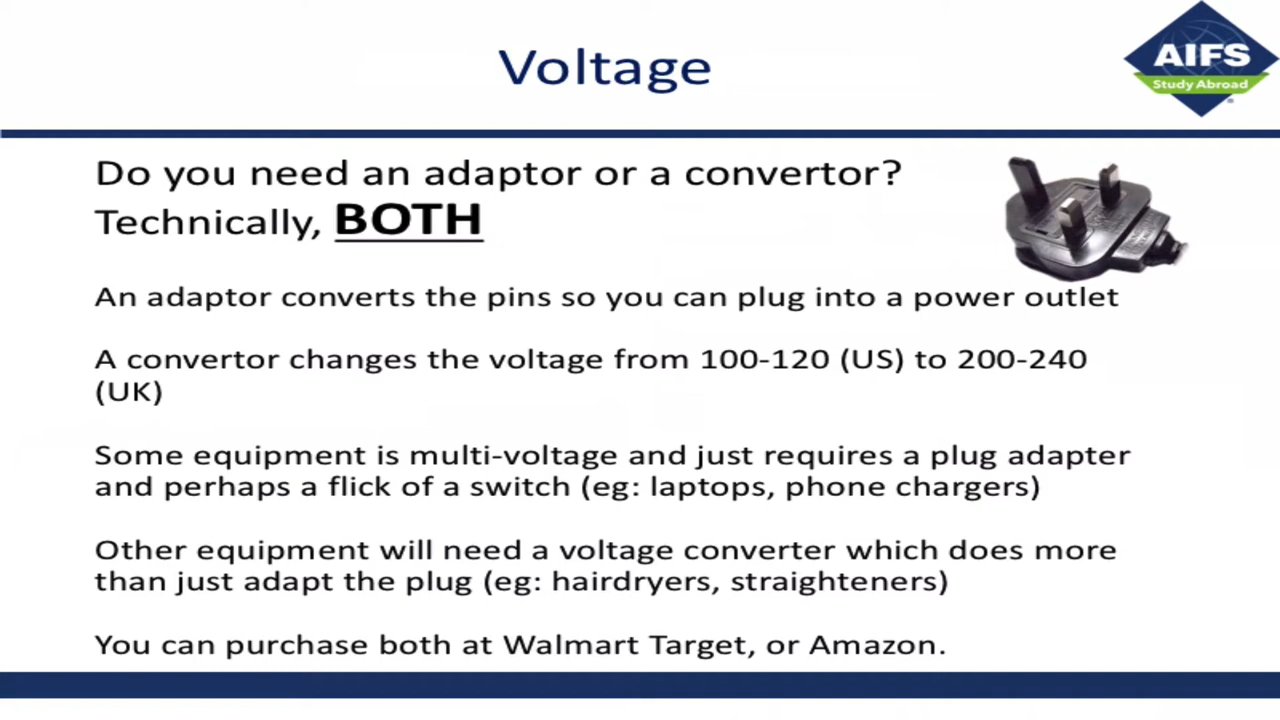 Voltage
AIFS
Study Abroad
Do you need an adaptor or a convertor?
Technically, BOTH
An adaptor converts the pins so you can plug into a power outlet
A convertor changes the voltage from 100-120 (US) to 200-240
(UK)
Some equipment is multi-voltage and just requires a plug adapter
and perhaps a flick of a switch (eg: laptops, phone chargers)
Other equipment will need a voltage converter which does more
than just adapt the plug (eg: hairdryers, straighteners)
You can purchase both at Walmart Target, or Amazon.